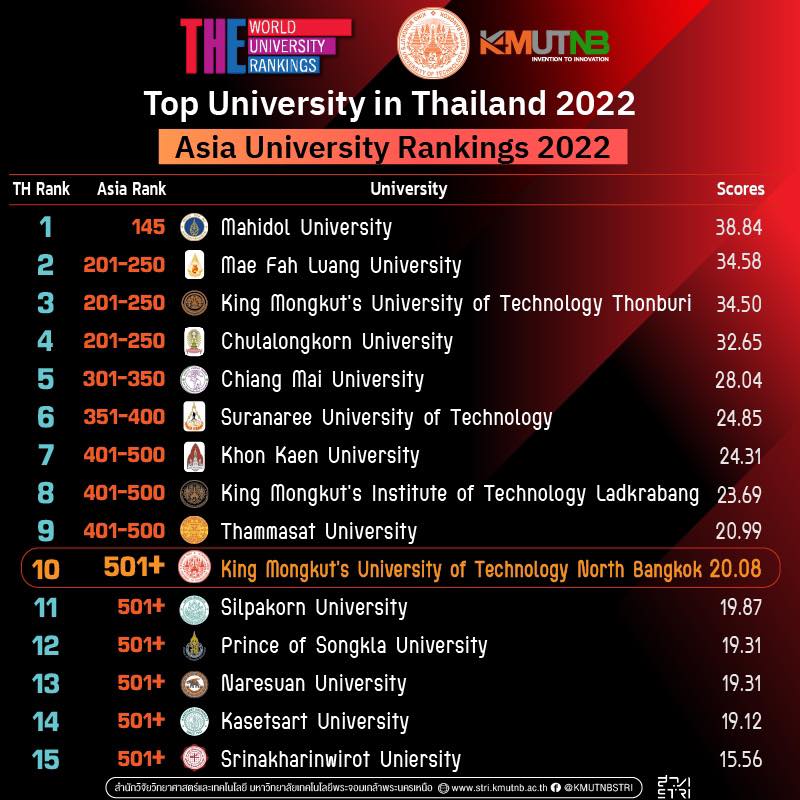 THE WORLD
UNIVERSITY
RANKINGS
KMUTNB
INVENTION TO INNOVATION
Top University in Thailand 2022
Asia University Rankings 2022
TH Rank Asia Rank University Scores
1 145 Mahidol University 38.84
2 201-250 Mae Fah Luang University 34.58
3 201-250 King Mongkut's University of Technology Thonburi 34.50
4 201-250 Chulalongkorn University 32.65
5 301-350 Chiang Mai University 28.04
6 351-400 Suranaree University of Technology 24.85
7 401-500 Khon Kaen University 24.31
8 401-500 King Mongkut's Institute of Technology Ladkrabang 23.69
9 401-500 Thammasat University 20.99
10 501+ King Mongkut's University of Technology North Bangkok 20.08
11 501+ Silpakorn University 19.87
12 501+ Prince of Songkla University 19.31
13 501+ Naresuan University 19.31
14 501+ Kasetsart University 19.12
15 501+ Srinakharinwirot Uniersity 15.56
สำนักวิจัยวิทยาศาสตร์และเทคโนโลยี มหาวิทยาลัยเทคโนโลยีพระจอมเกล้าพระนครเหนือ www.stri.kmutnb.ac.th @KMUTNBSTRI